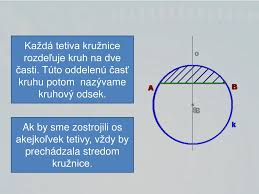 Každá tetiva kružnice
rozdeľuje kruh na dve
časti. Túto oddelenú časť
kruhu potom nazývame
kruhový odsek.
o
A
B
S
k
Ak by sme zostrojili os
akejkoľvek tetivy, vždy by
prechádzala stredom
kružnice.